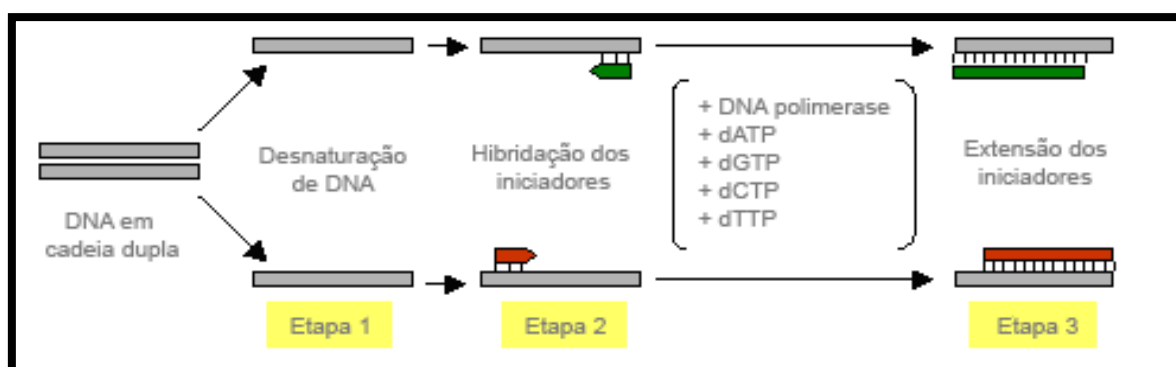 DNA em
cadeia dupla
Desnaturação
de DNA
Etapa 1
Hibridação dos
iniciadores
Etapa 2
+ DNA polimerase
+ dATP
+ dGTP
+ dCTP
+ dTTP
Extensão dos
iniciadores
Etapa 3